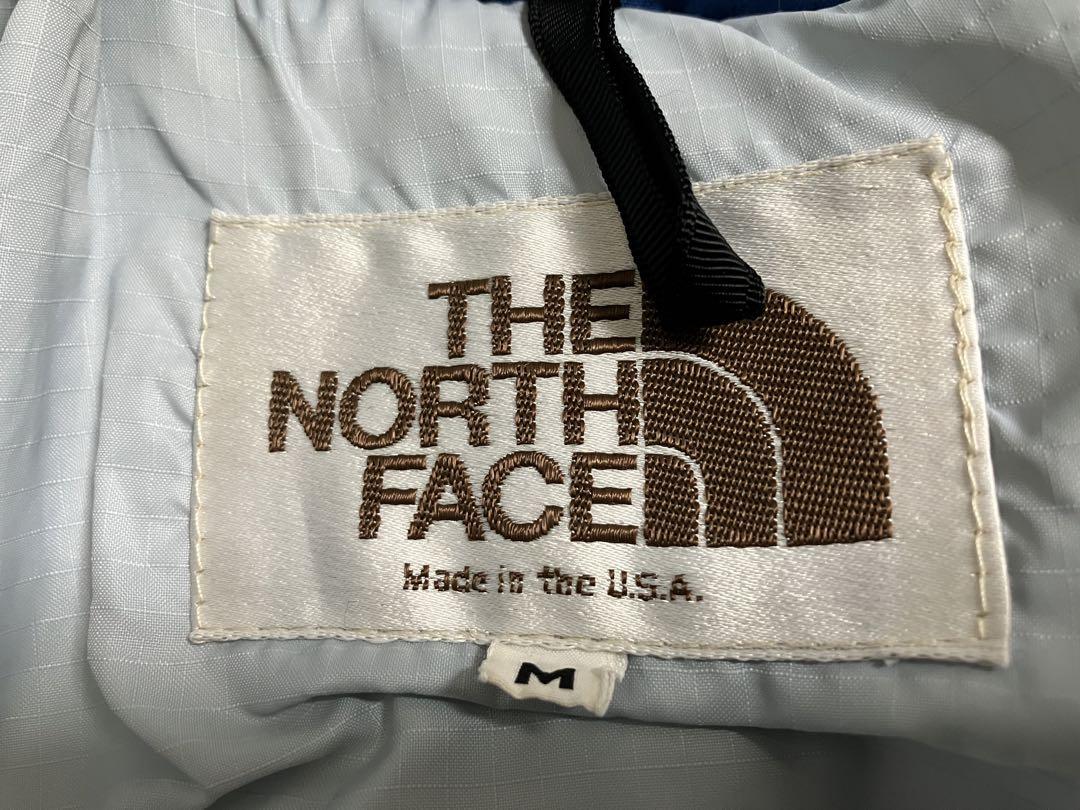 THE
NORTH
FACE
Made in the U.S.A.
M